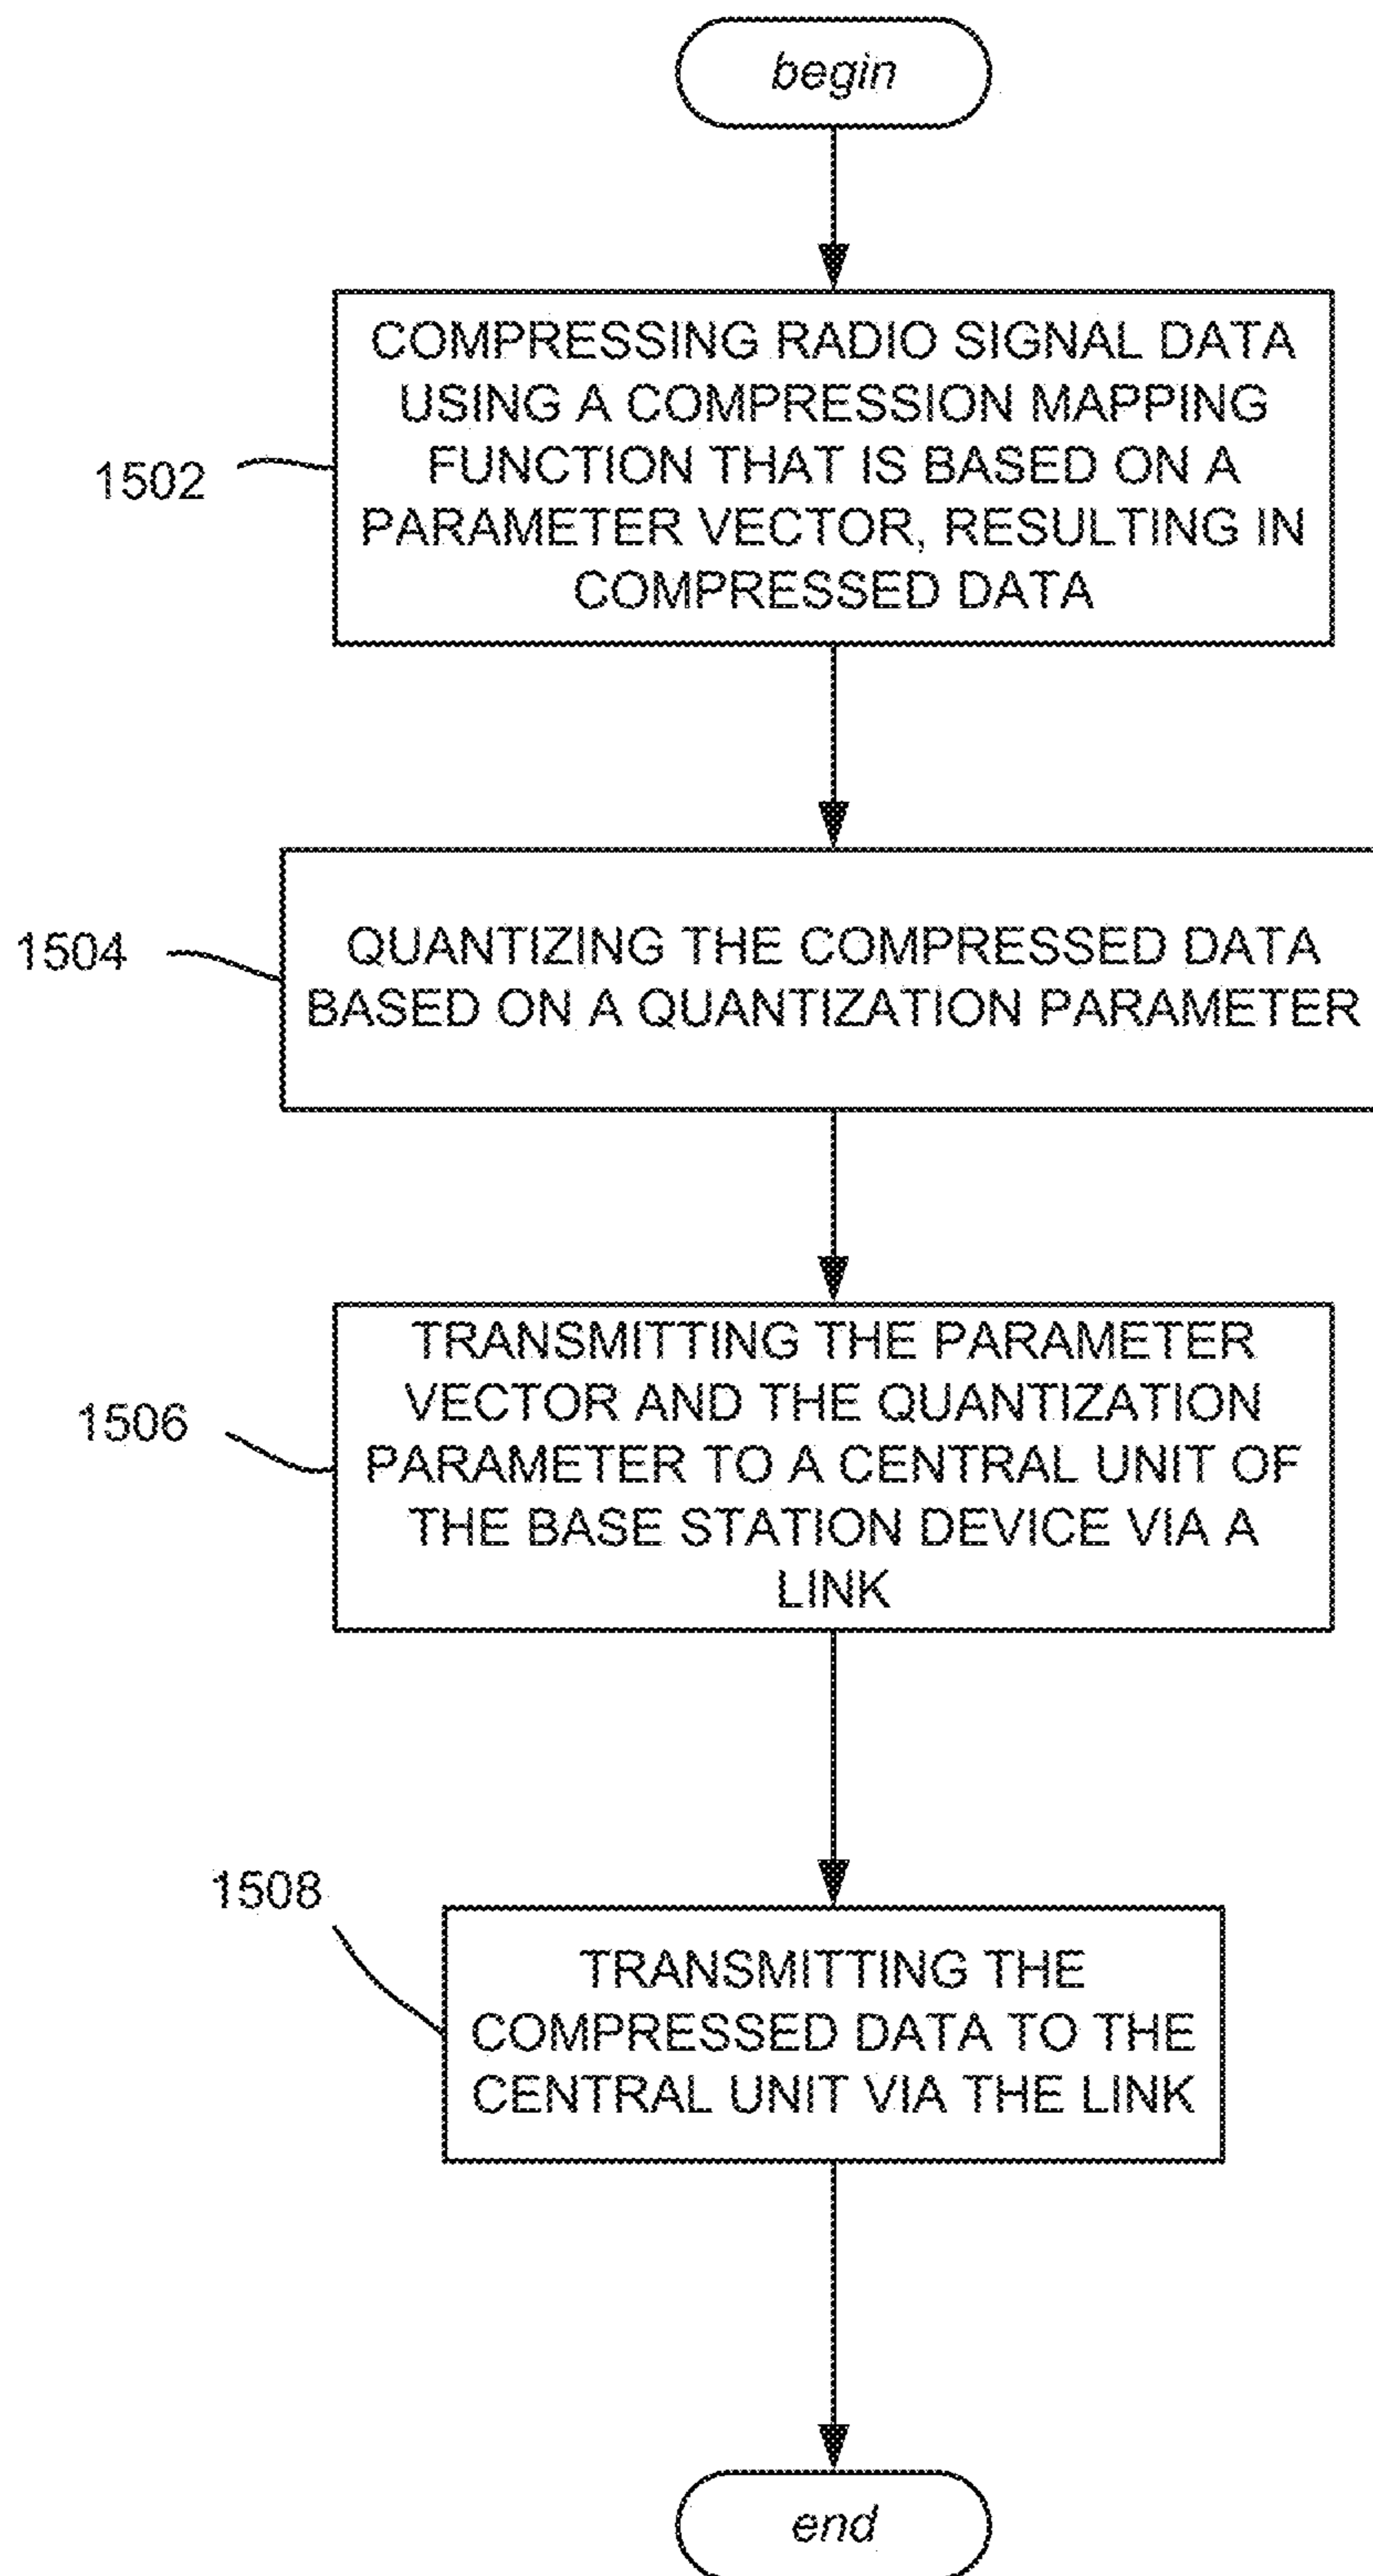 begin
COMPRESSING RADIO SIGNAL DATA
USING A COMPRESSION MAPPING
FUNCTION THAT IS BASED ON A
PARAMETER VECTOR, RESULTING IN
COMPRESSED DATA
1502
QUANTIZING THE COMPRESSED DATA
BASED ON A QUANTIZATION PARAMETER
1504
TRANSMITTING THE PARAMETER
VECTOR AND THE QUANTIZATION
PARAMETER TO A CENTRAL UNIT OF
THE BASE STATION DEVICE VIA A
LINK
1506
1508
TRANSMITTING THE
COMPRESSED DATA TO THE
CENTRAL UNIT VIA THE LINK
end